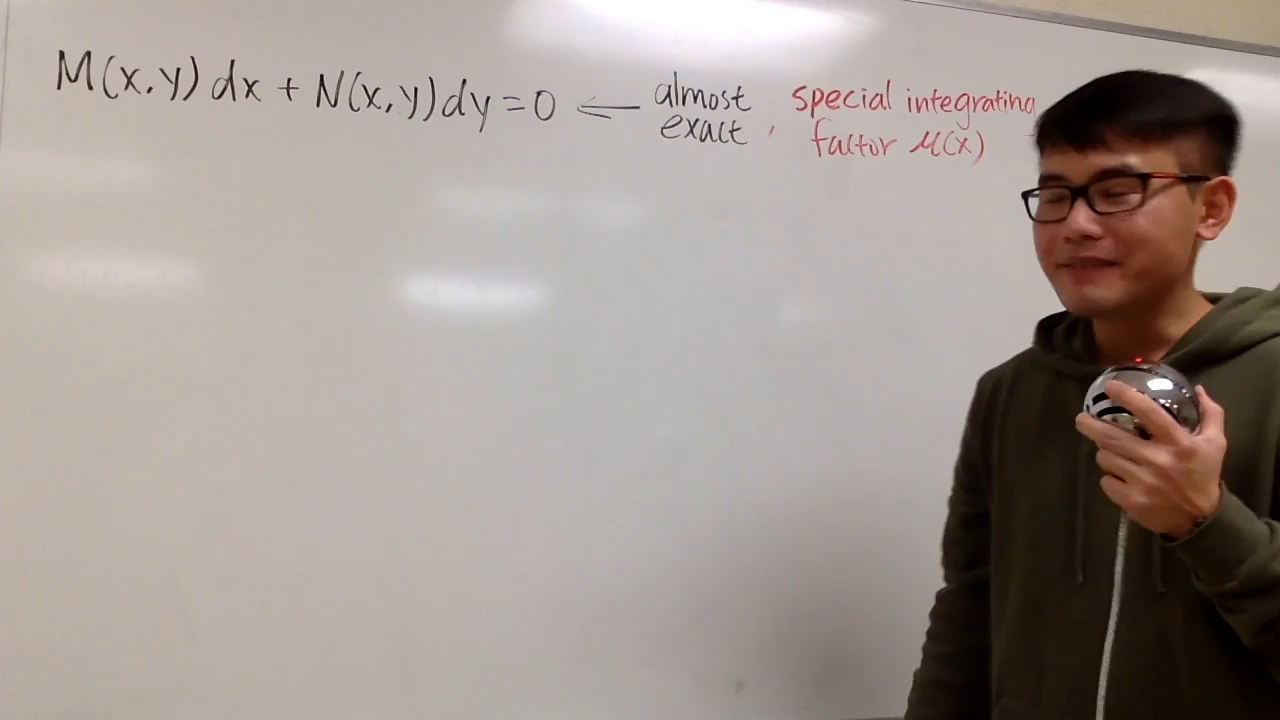 M(x,y) dx + N(x,y) dy = 0 ← almost exact, special integrating factor μ(x)